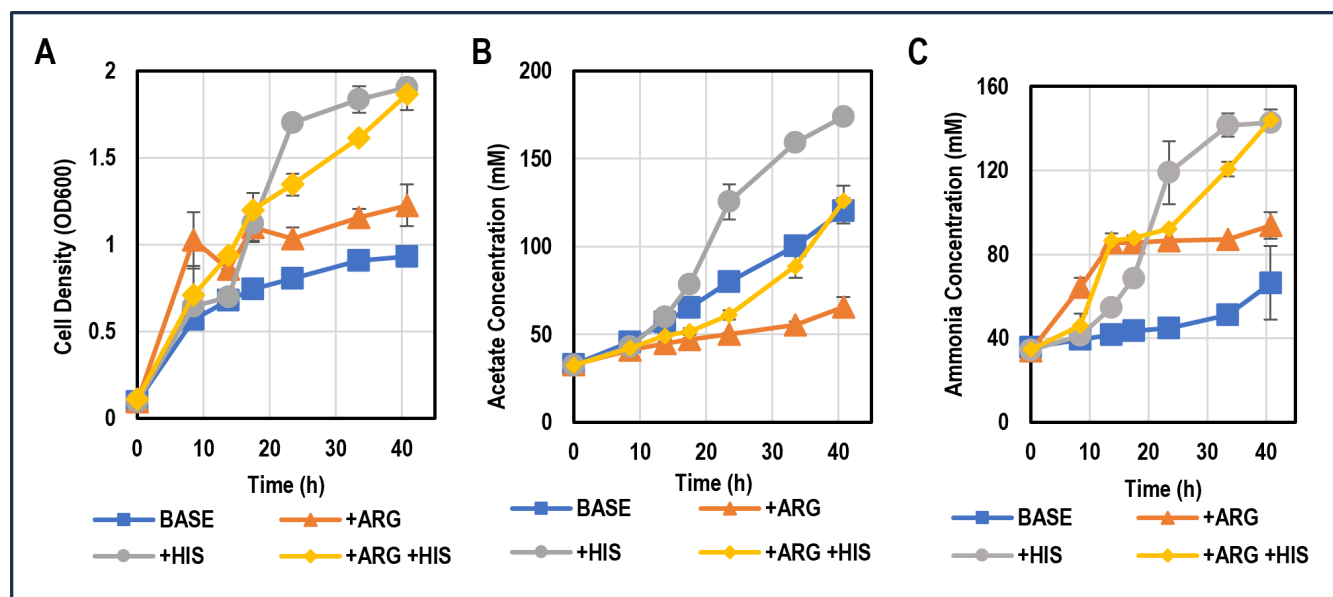 A
Cell Density (OD600)
2
1.5
1
0.5
0
0 10 20 30 40
Time (h)
BASE +ARG
+HIS +ARG +HIS
B
Acetate Concentration (mM)
200
150
100
50
0
0 10 20 30 40
Time (h)
BASE +ARG
+HIS +ARG +HIS
C
Ammonia Concentration (mM)
160
120
80
40
0
0 10 20 30 40
Time (h)
BASE +ARG
+HIS +ARG +HIS